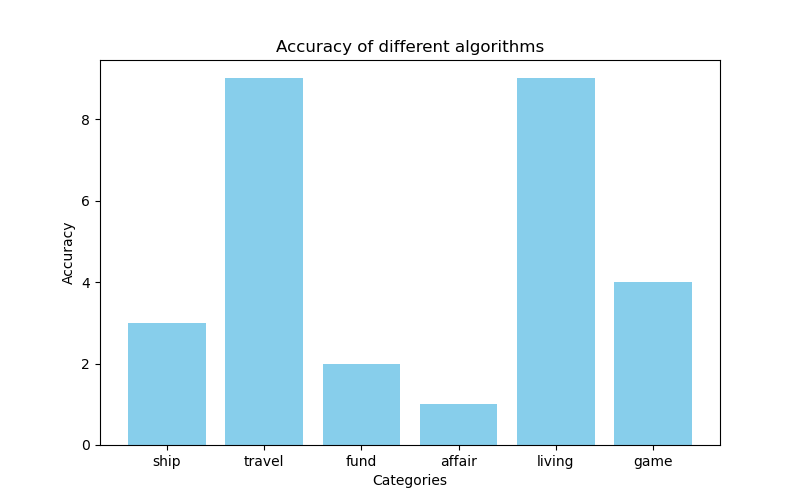 Accuracy of different algorithms
Accuracy
8
6
4
2
0
ship travel fund affair living game
Categories